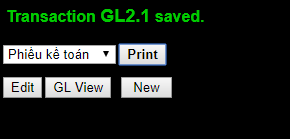 Transaction GL2.1 saved.
Phiếu kế toán Print
Edit GL View New